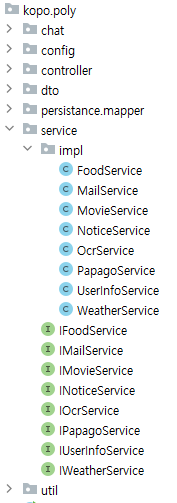 kopo.poly
chat
config
controller
dto
persistance.mapper
service
impl
C FoodService
C MailService
C MovieService
C NoticeService
C OcrService
C PapagoService
C UserInfoService
C WeatherService
I IFoodService
I IMailService
I IMovieService
I INoticeService
I IOcrService
I IPapagoService
I IUserInfoService
I IWeatherService
util